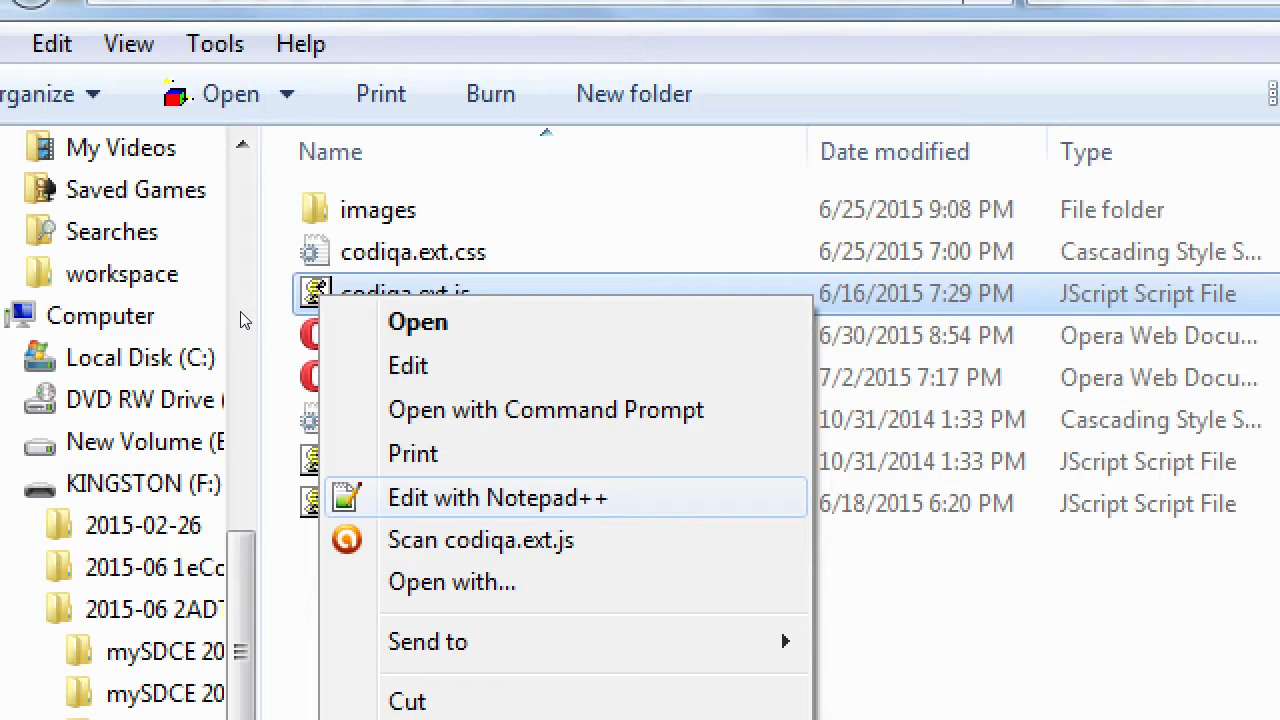 Edit View Tools Help
rganize Open Print Burn New folder
My Videos
Saved Games
Searches
workspace
Computer
Local Disk (C:)
DVD RW Drive (
New Volume (E
KINGSTON (F:)
2015-02-26
2015-06 1eCo
2015-06 2ADT
mySDCE 20
mySDCE 20
Name Date modified Type
images 6/25/2015 9:08 PM File folder
codiqa.ext.css 6/25/2015 7:00 PM Cascading Style S...
codiqa.ext.js 6/16/2015 7:29 PM JScript Script File
6/30/2015 8:54 PM Opera Web Docu...
7/2/2015 7:17 PM Opera Web Docu...
10/31/2014 1:33 PM Cascading Style S...
10/31/2014 1:33 PM JScript Script File
6/18/2015 6:20 PM JScript Script File
Open
Edit
Open with Command Prompt
Print
Edit with Notepad++
Scan codiqa.ext.js
Open with...
Send to
Cut